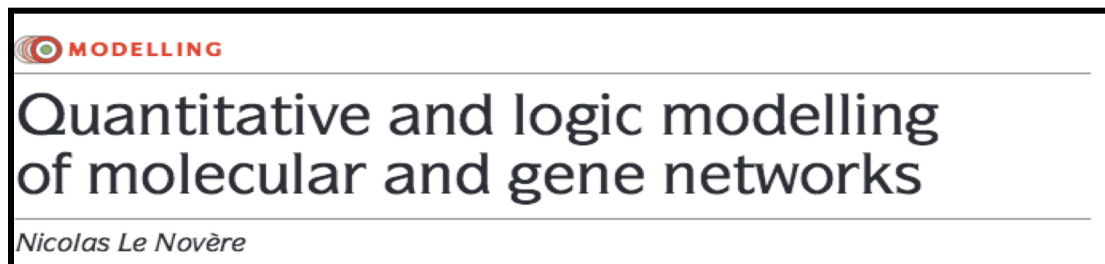 MODELLING
Quantitative and logic modelling
of molecular and gene networks
Nicolas Le Novère